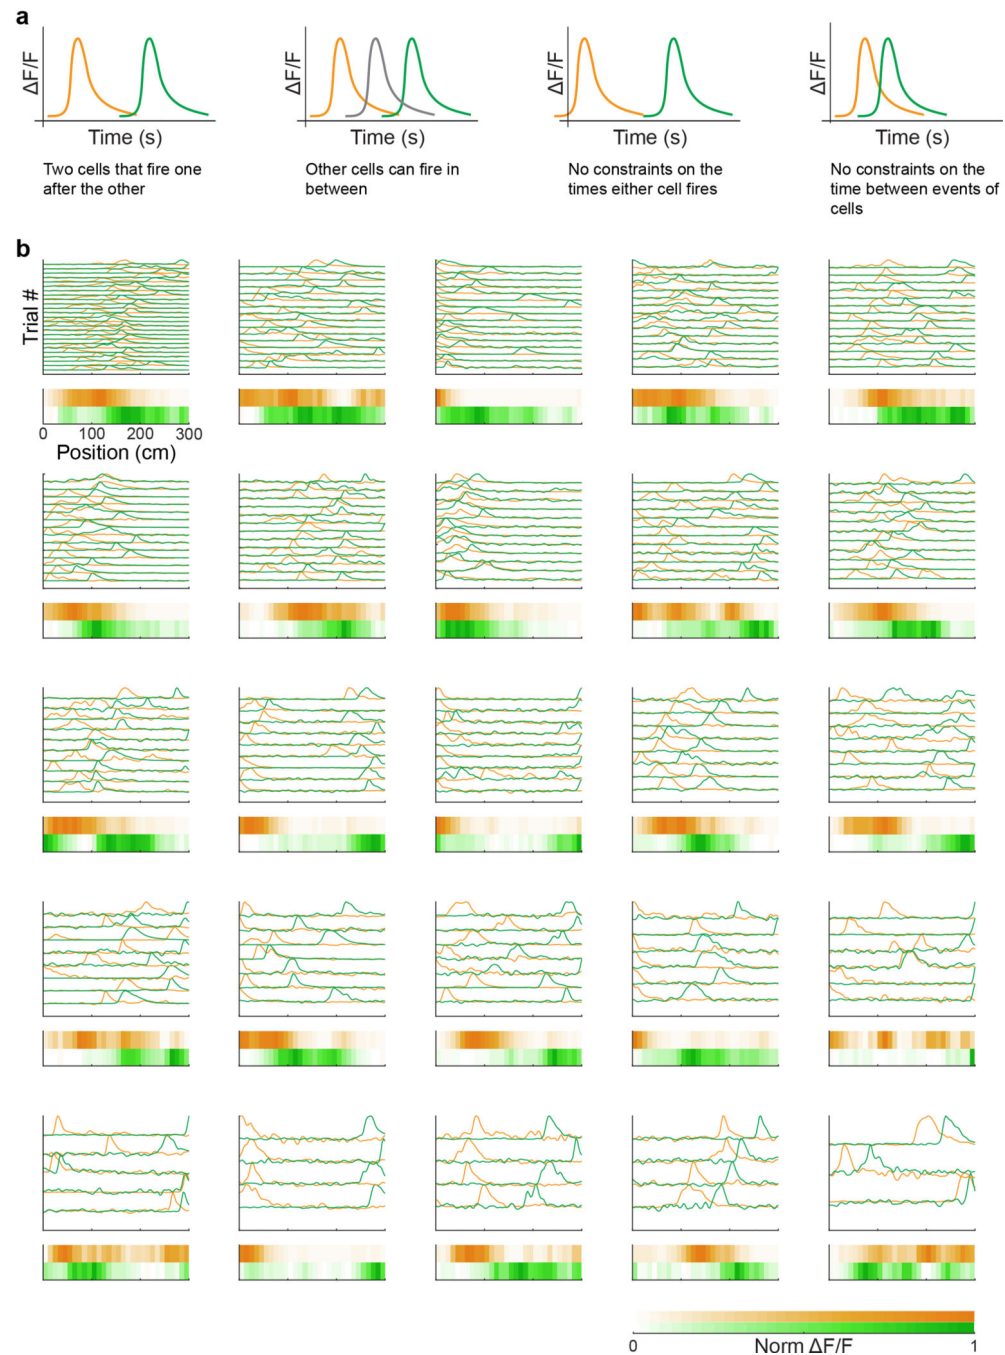 a
ΔF/F
ΔF/F
ΔF/F
ΔF/F
Time (s)
Time (s)
Time (s)
Time (s)
Two cells that fire one
after the other
Other cells can fire in
between
No constraints on the
times either cell fires
No constraints on the
time between events of
cells
b
Trial #
0 100 200 300
Position (cm)
0 Norm ΔF/F 1